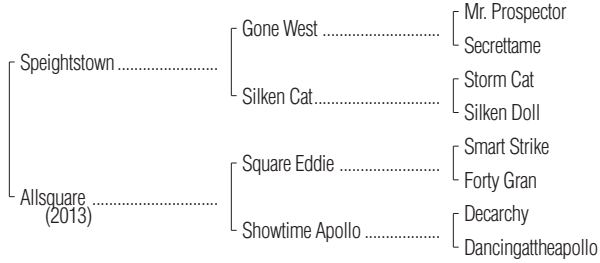 Mr. Prospector
Gone West
Secrettame
Speightstown
Storm Cat
Silken Cat
Silken Doll
Smart Strike
Square Eddie
Forty Gran
Allsquare
(2013)
Decarchy
Showtime Apollo
Dancingattheapollo